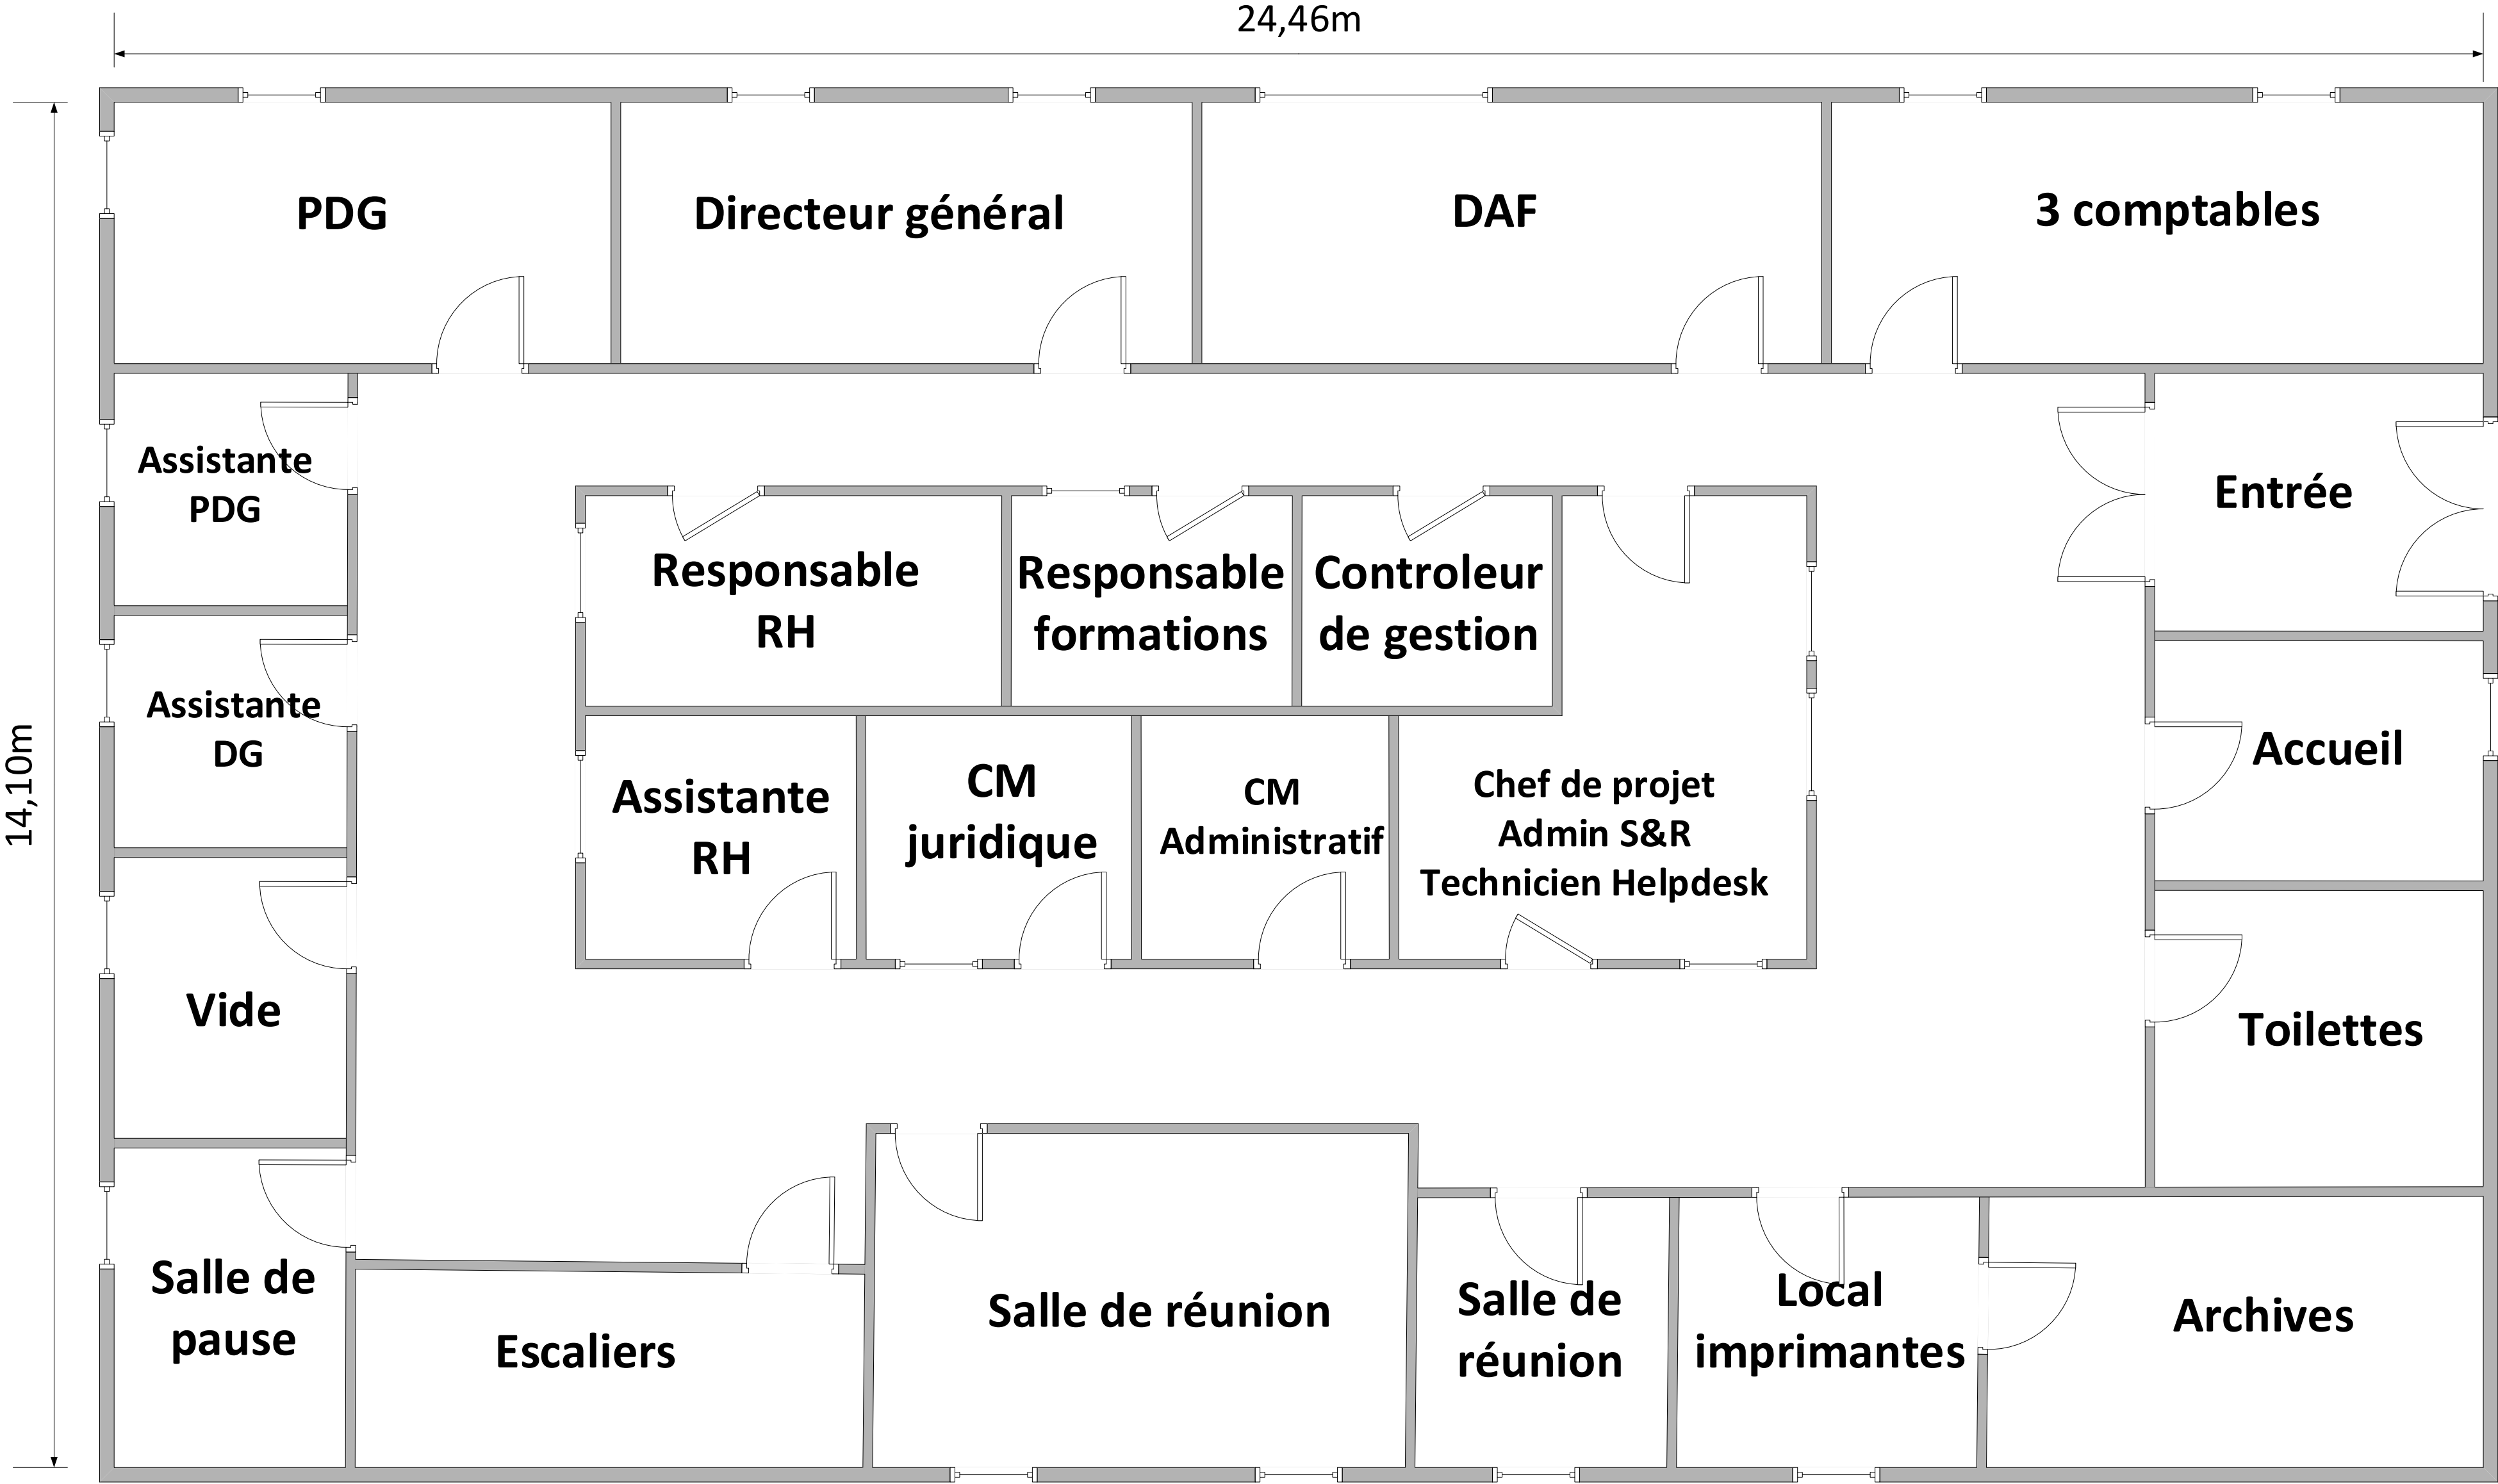 24,46m
14,10m
PDG
Directeur général
DAF
3 comptables
Assistante
PDG
Entrée
Responsable
RH
Responsable
formations
Controleur
de gestion
Assistante
DG
Accueil
Assistante
RH
CM
juridique
CM
Administratif
Chef de projet
Admin S&R
Technicien Helpdesk
Vide
Toilettes
Salle de
pause
Escaliers
Salle de réunion
Salle de
réunion
Local
imprimantes
Archives